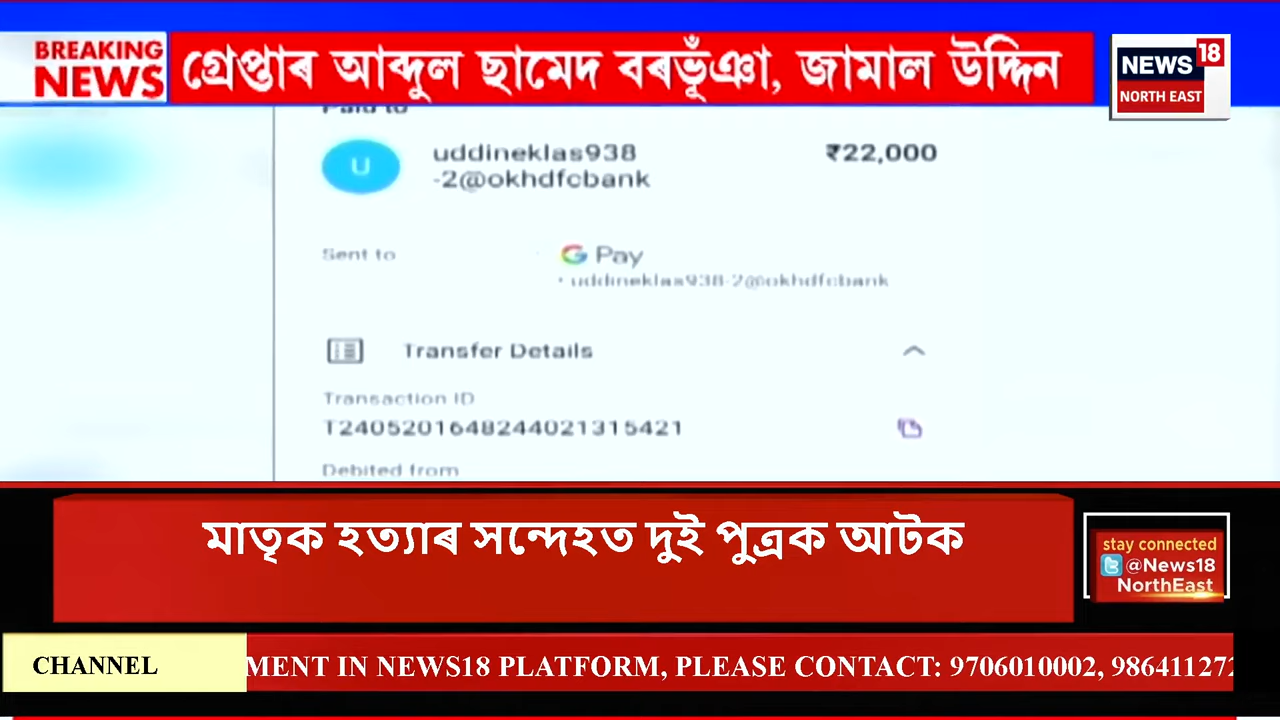 BREAKING
NEWS
গ্ৰেপ্তাৰ আব্দুল ছামেদ বৰভূঁঞা, জামাল উদ্দিন
NEWS 18
NORTH EAST
Paid to
U
uddineklas938
-2@okhdfcbank
₹22,000
Sent to
G Pay
• uddineklas938-2@okhdfcbank
Transfer Details
Transaction ID
T2405201648244021315421
Debited from
মাতৃক হত্যাৰ সন্দেহত দুই পুত্ৰক আটক
stay connected
@News18
NorthEast
CHANNEL
MENT IN NEWS18 PLATFORM, PLEASE CONTACT: 9706010002, 986411272